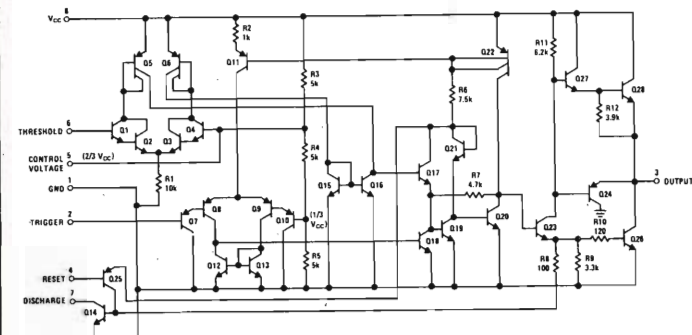 8
VCC
R2
1k
Q5
Q6
Q11
R3
5k
Q22
R11
6.2k
Q27
Q28
R6
7.5k
R12
3.9k
6
THRESHOLD
Q1
Q2
Q3
Q4
5
CONTROL VOLTAGE
(2/3 VCC)
R4
5k
Q21
R1
10k
1
GND
Q15
Q16
Q17
R7
4.7k
Q24
3
OUTPUT
2
TRIGGER
Q7
Q8
Q9
Q10
(1/3 VCC)
Q18
Q19
Q20
Q23
R10
120
Q26
Q12
Q13
R5
5k
R8
100
R9
3.3k
4
RESET
Q25
7
DISCHARGE
Q14